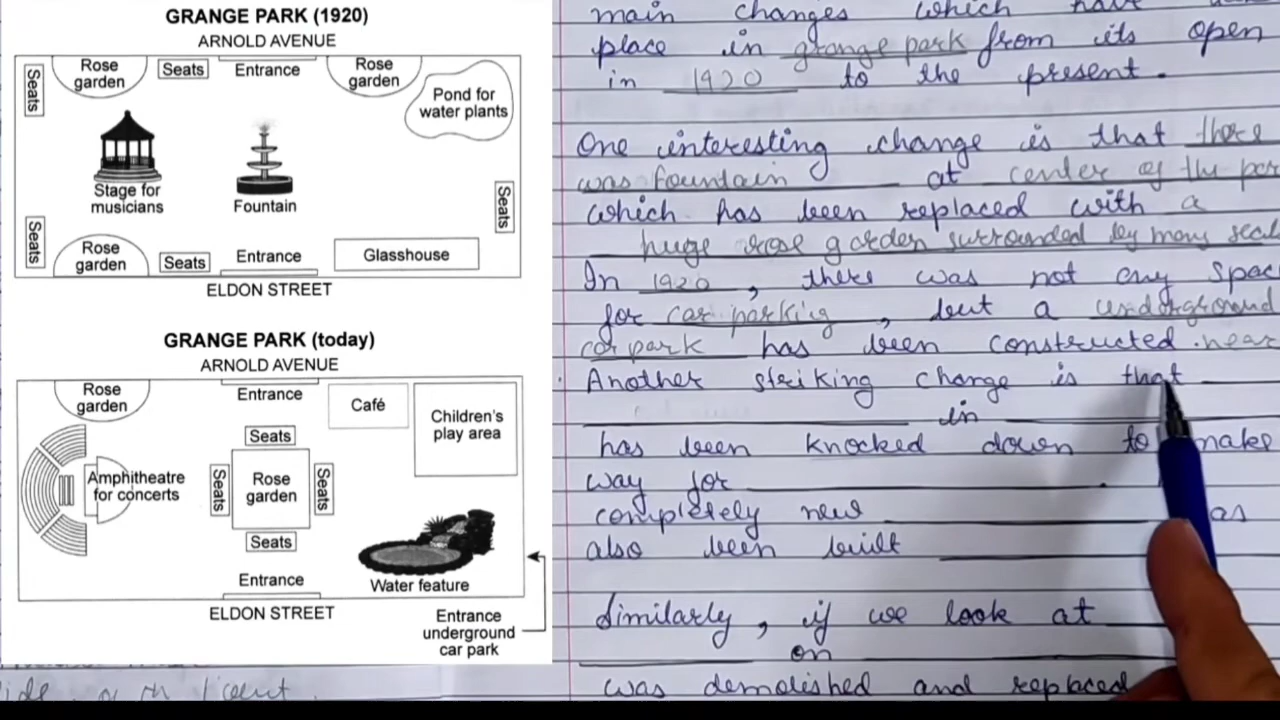 GRANGE PARK (1920)
ARNOLD AVENUE
Rose garden
Seats
Entrance
Rose garden
Seats
Pond for water plants
Stage for musicians
Fountain
Seats
Seats
Rose garden
Seats
Entrance
Glasshouse
ELDON STREET
GRANGE PARK (today)
ARNOLD AVENUE
Rose garden
Entrance
Café
Children's play area
Seats
Amphitheatre for concerts
Seats
Rose garden
Seats
Seats
Water feature
Entrance
ELDON STREET
Entrance underground car park
main changes which have
place in grange park from its open
in 1920 to the present.
One interesting change is that there
was fountain at center of the par
which has been replaced with a
huge rose garden surrounded by many seat
In 1920, there was not any spac
for car parking, but a underground
car park has been constructed. near
Another striking change is that
in
has been knocked down to make
way for
completely new as
also been built
Similarly, if we look at
on
was demolished and replaced